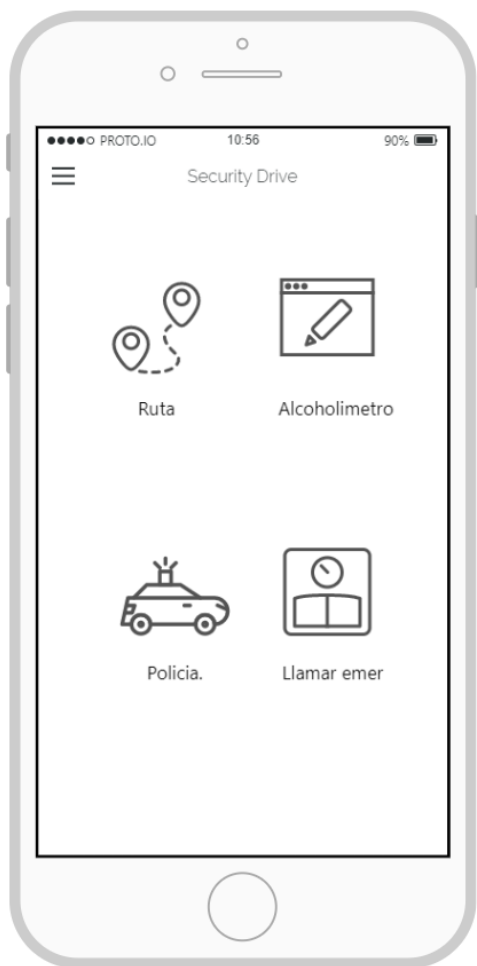 PROTO.IO 10:56 90%
Security Drive
Ruta Alcoholimetro
Policia. Llamar emer